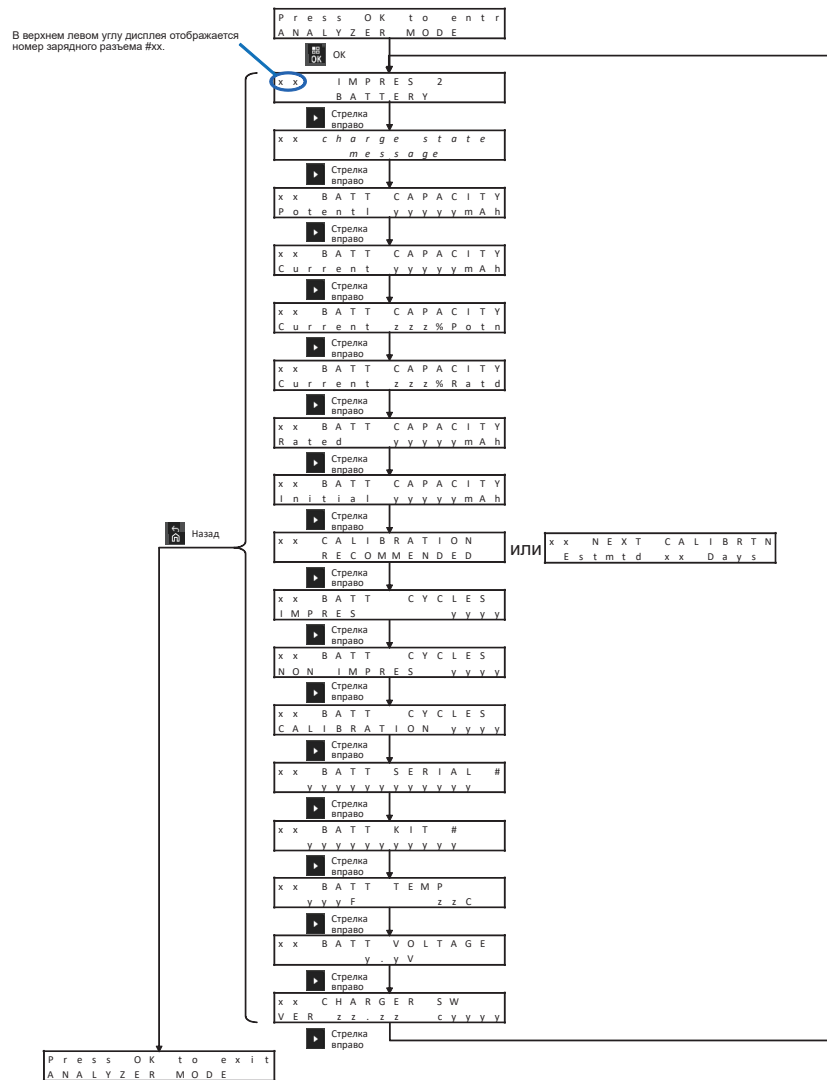 Press OK to entr
ANALYZER MODE
В верхнем левом углу дисплея отображается
номер зарядного разъема #xx.
OK
OK
xx IMPRES 2
BATTERY
Стрелка
вправо
xx charge state
message
Стрелка
вправо
xx BATT CAPACITY
Potentl yyyyymAh
Стрелка
вправо
xx BATT CAPACITY
Current yyyyymAh
Стрелка
вправо
xx BATT CAPACITY
Current zzz%Potn
Стрелка
вправо
xx BATT CAPACITY
Current zzz%Ratd
Стрелка
вправо
xx BATT CAPACITY
Rated yyyyymAh
Стрелка
вправо
xx BATT CAPACITY
Initial yyyyymAh
Стрелка
вправо
Назад
xx CALIBRATION
RECOMMENDED
ИЛИ
xx NEXT CALIBRTN
Estmtd xx Days
Стрелка
вправо
xx BATT CYCLES
IMPRES yyyy
Стрелка
вправо
xx BATT CYCLES
NON IMPRES yyyy
Стрелка
вправо
xx BATT CYCLES
CALIBRATION yyyy
Стрелка
вправо
xx BATT SERIAL #
yyyyyyyyyyyy
Стрелка
вправо
xx BATT KIT #
yyyyyyyyyyy
Стрелка
вправо
xx BATT TEMP
yyyF zzC
Стрелка
вправо
xx BATT VOLTAGE
y.yV
Стрелка
вправо
xx CHARGER SW
VER zz.zz cyyyy
Стрелка
вправо
Press OK to exit
ANALYZER MODE